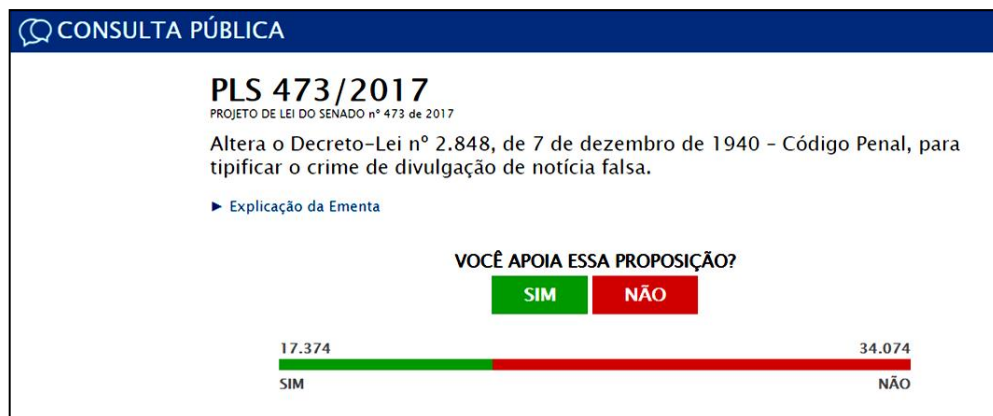 CONSULTA PÚBLICA
PLS 473/2017
PROJETO DE LEI DO SENADO nº 473 de 2017
Altera o Decreto-Lei nº 2.848, de 7 de dezembro de 1940 - Código Penal, para
tipificar o crime de divulgação de notícia falsa.
► Explicação da Ementa
VOCÊ APOIA ESSA PROPOSIÇÃO?
SIM NÃO
17.374 34.074
SIM NÃO